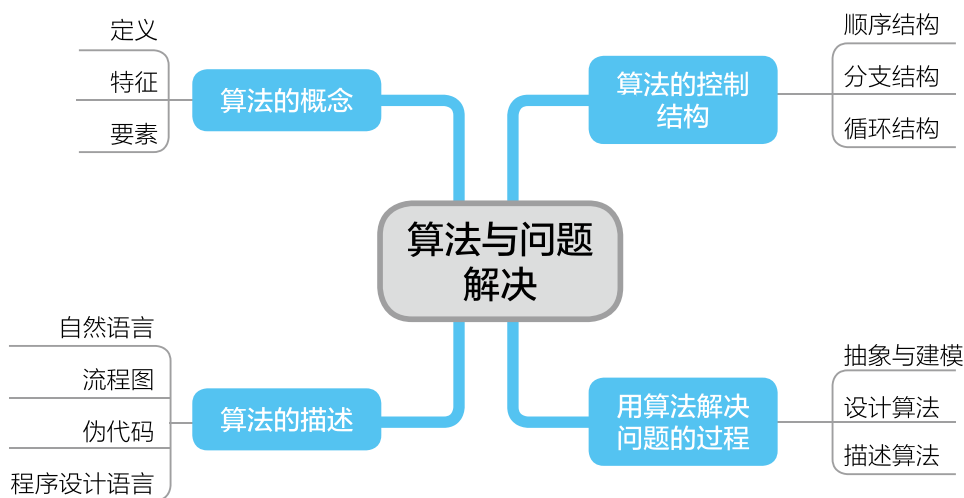 算法与问题
解决
算法的概念
定义
特征
要素
算法的描述
自然语言
流程图
伪代码
程序设计语言
算法的控制
结构
顺序结构
分支结构
循环结构
用算法解决
问题的过程
抽象与建模
设计算法
描述算法